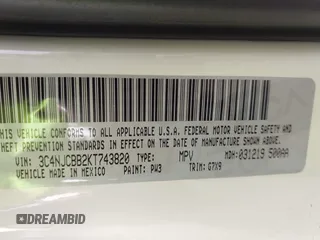 THIS VEHICLE CONFORMS TO ALL APPLICABLE U.S.A. FEDERAL MOTOR VEHICLE SAFETY AND
THEFT PREVENTION STANDARDS IN EFFECT ON THE DATE OF MANUFACTURE SHOWN ABOVE.
VIN: 3C4NJCBB2KT743820 TYPE: MPV MDH: 031219 500AA
VEHICLE MADE IN MEXICO PAINT: PW3 TRIM: G7X9
© DREAMBID
dreambid.com